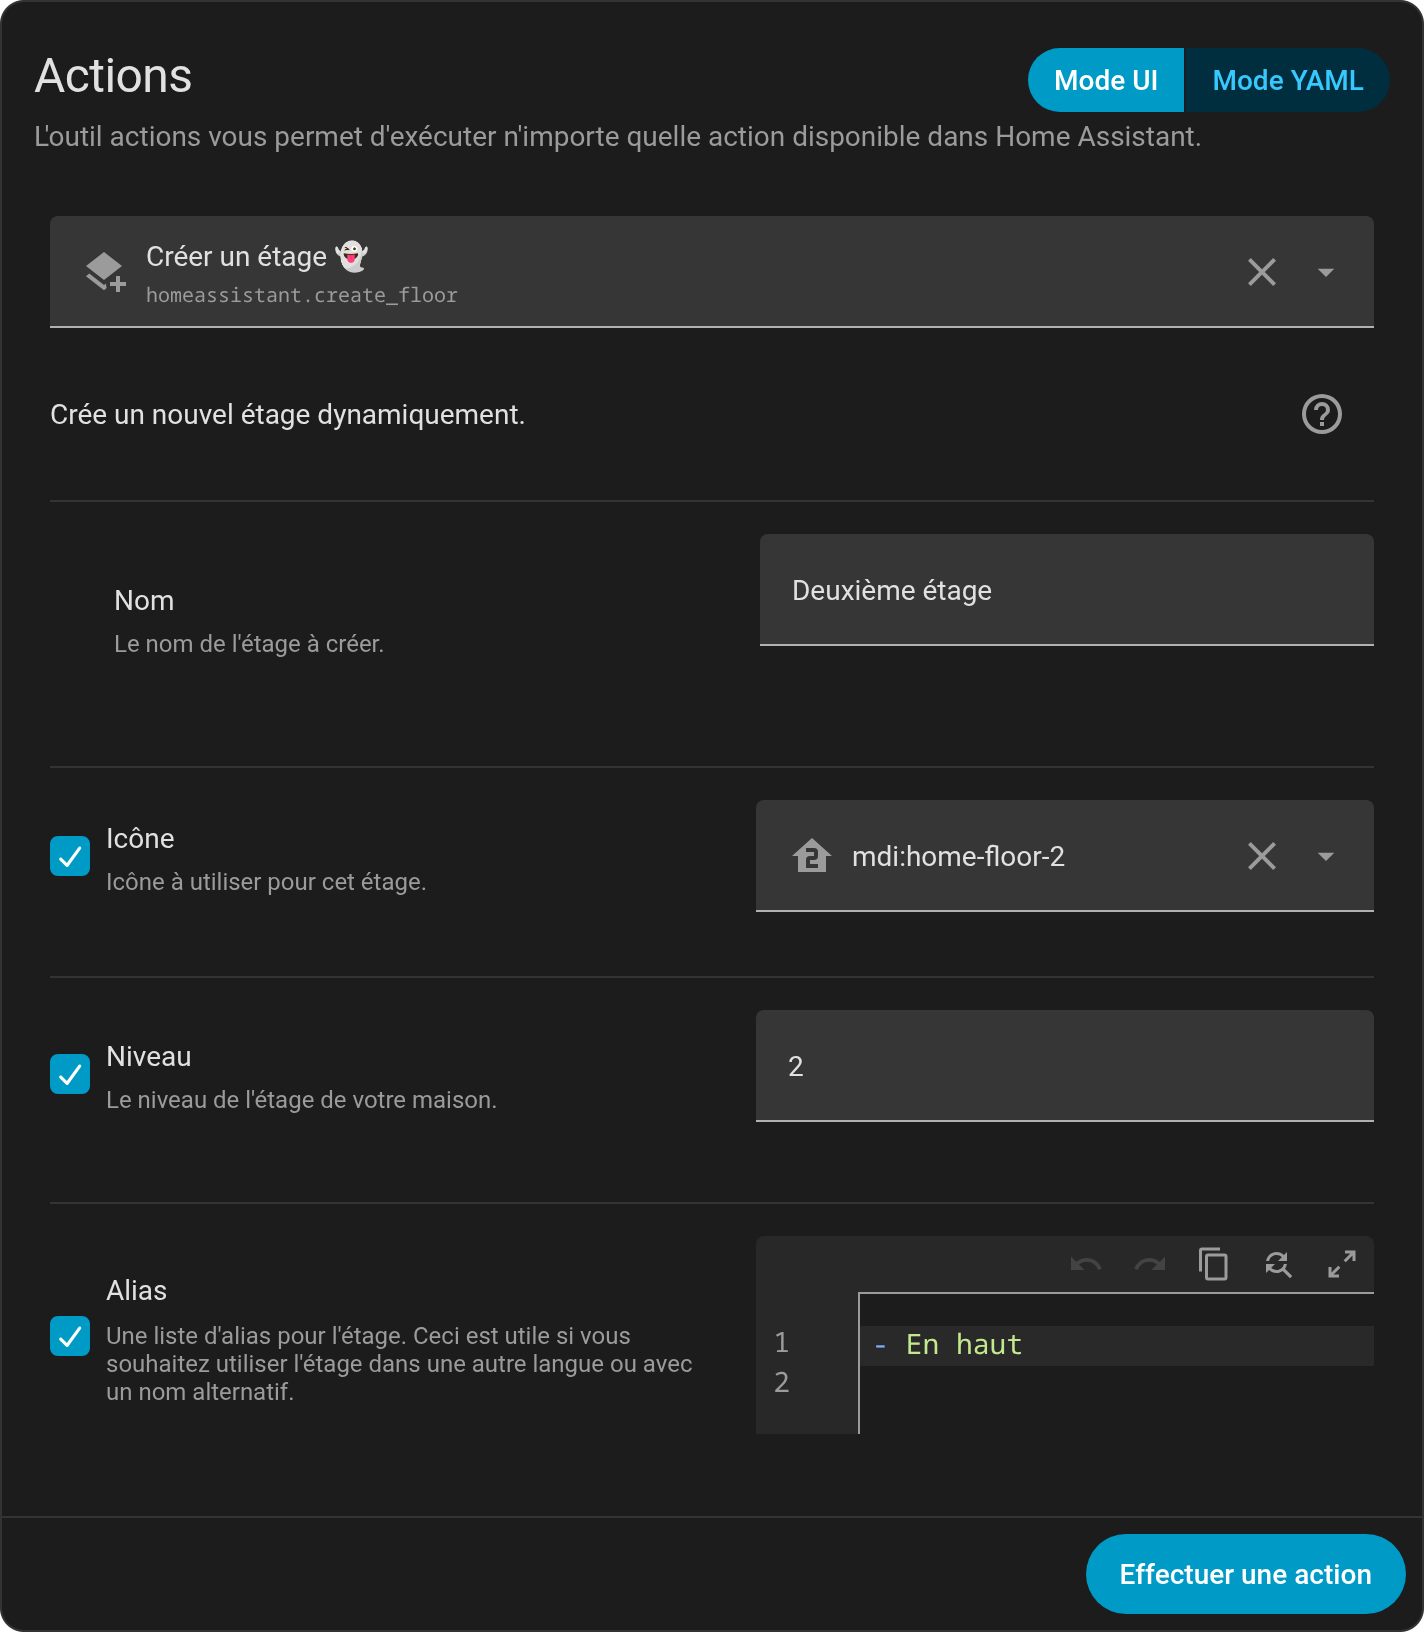 Actions
Mode UI
Mode YAML
L'outil actions vous permet d'exécuter n'importe quelle action disponible dans Home Assistant.
Créer un étage 👻
homeassistant.create_floor
Crée un nouvel étage dynamiquement.
Nom
Le nom de l'étage à créer.
Deuxième étage
Icône
Icône à utiliser pour cet étage.
mdi:home-floor-2
Niveau
Le niveau de l'étage de votre maison.
2
Alias
Une liste d'alias pour l'étage. Ceci est utile si vous
souhaitez utiliser l'étage dans une autre langue ou avec
un nom alternatif.
1 - En haut
2
Effectuer une action